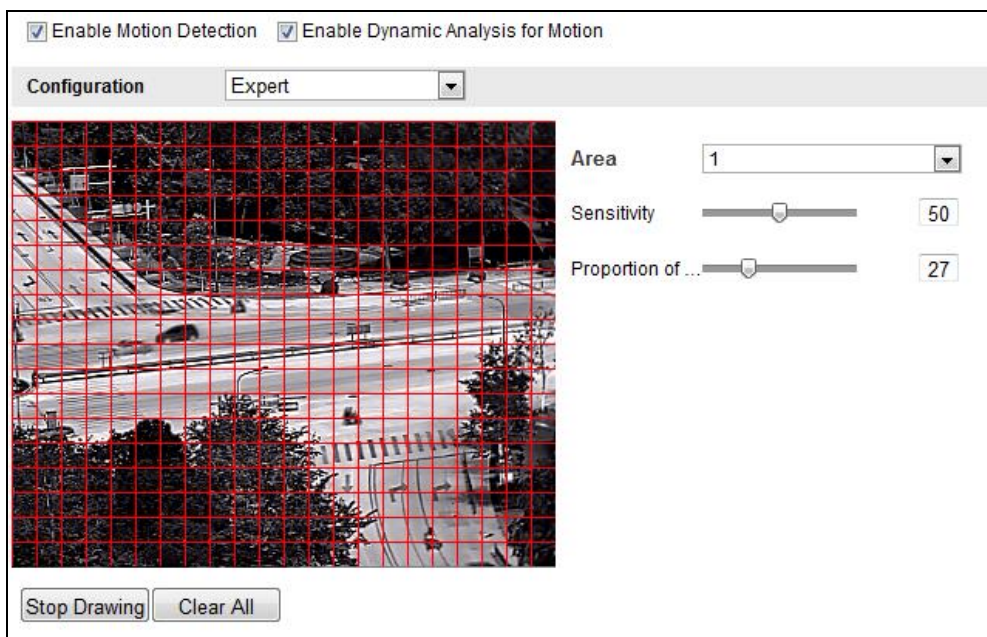 Enable Motion Detection Enable Dynamic Analysis for Motion
Configuration Expert
Area 1
Sensitivity 50
Proportion of ... 27
Stop Drawing Clear All